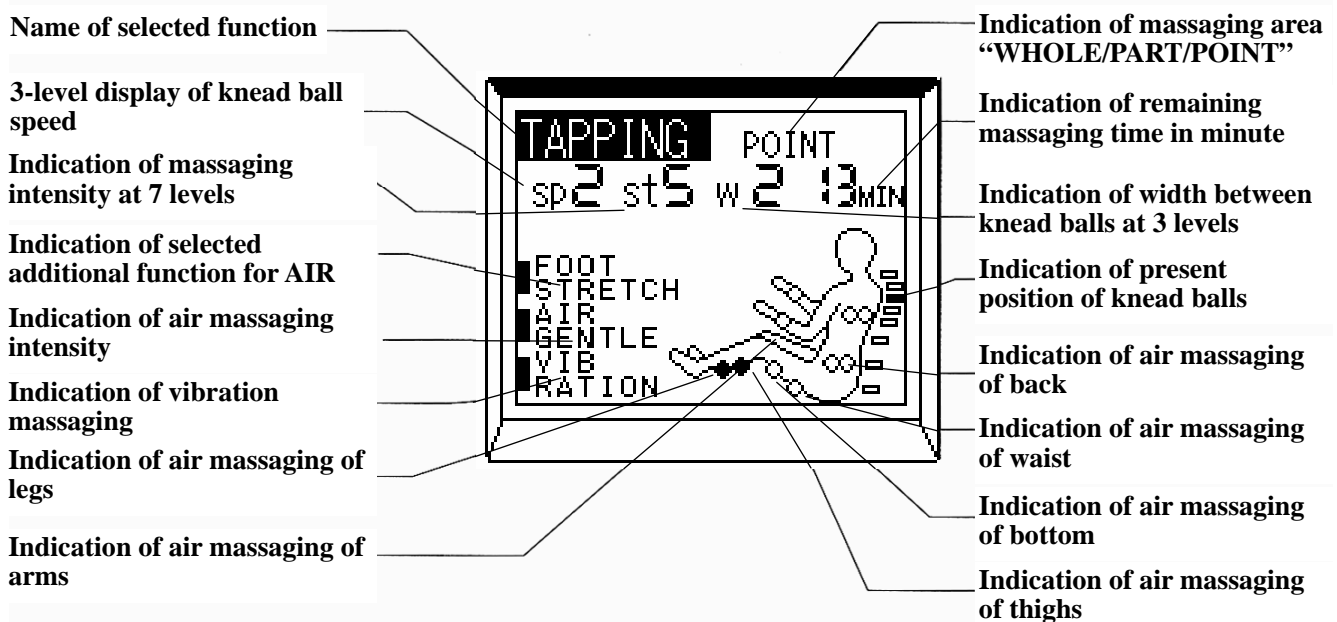 Name of selected function
3-level display of knead ball
speed
Indication of massaging
intensity at 7 levels
Indication of selected
additional function for AIR
Indication of air massaging
intensity
Indication of vibration
massaging
Indication of air massaging of
legs
Indication of air massaging of
arms
TAPPING POINT
sp2 st5 w2 13MIN
FOOT
STRETCH
AIR
GENTLE
VIB
RATION
Indication of massaging area
“WHOLE/PART/POINT”
Indication of remaining
massaging time in minute
Indication of width between
knead balls at 3 levels
Indication of present
position of knead balls
Indication of air massaging
of back
Indication of air massaging
of waist
Indication of air massaging
of bottom
Indication of air massaging
of thighs